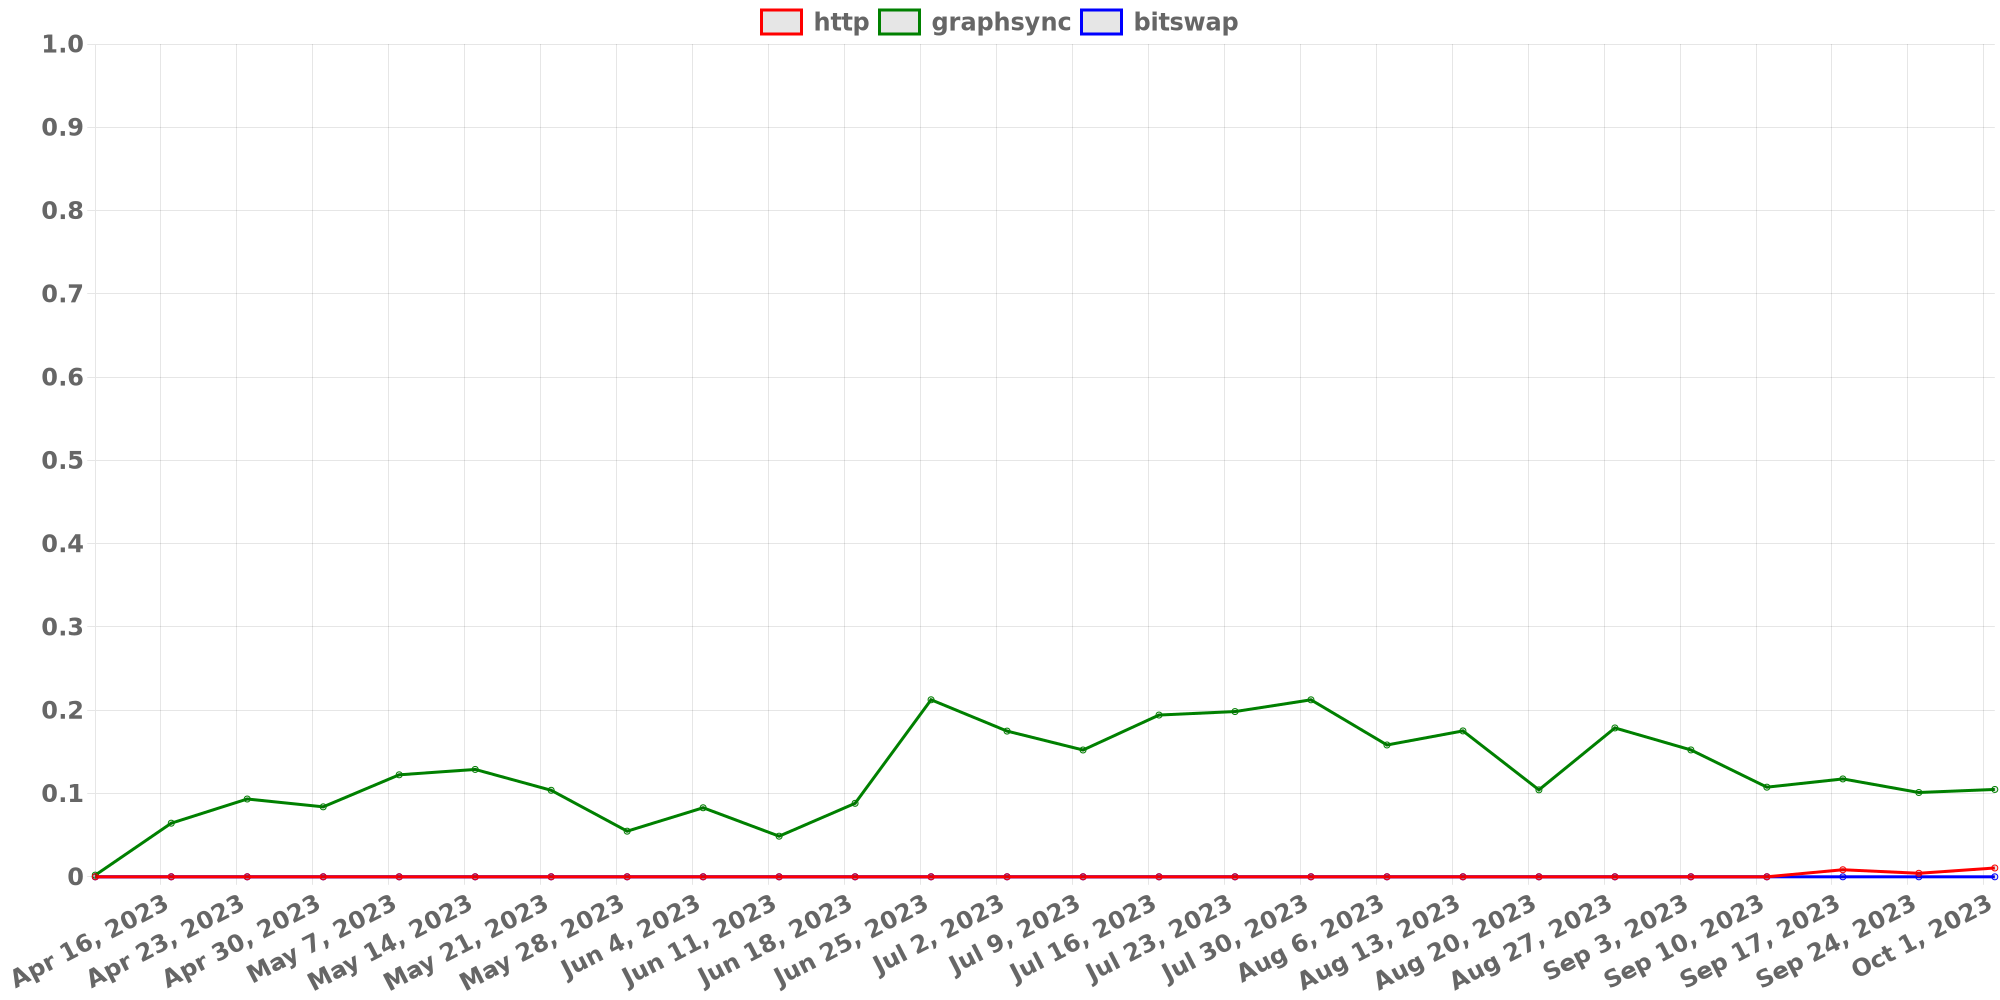 http graphsync bitswap
1.0
0.9
0.8
0.7
0.6
0.5
0.4
0.3
0.2
0.1
0
Apr 16, 2023
Apr 23, 2023
Apr 30, 2023
May 7, 2023
May 14, 2023
May 21, 2023
May 28, 2023
Jun 4, 2023
Jun 11, 2023
Jun 18, 2023
Jun 25, 2023
Jul 2, 2023
Jul 9, 2023
Jul 16, 2023
Jul 23, 2023
Jul 30, 2023
Aug 6, 2023
Aug 13, 2023
Aug 20, 2023
Aug 27, 2023
Sep 3, 2023
Sep 10, 2023
Sep 17, 2023
Sep 24, 2023
Oct 1, 2023